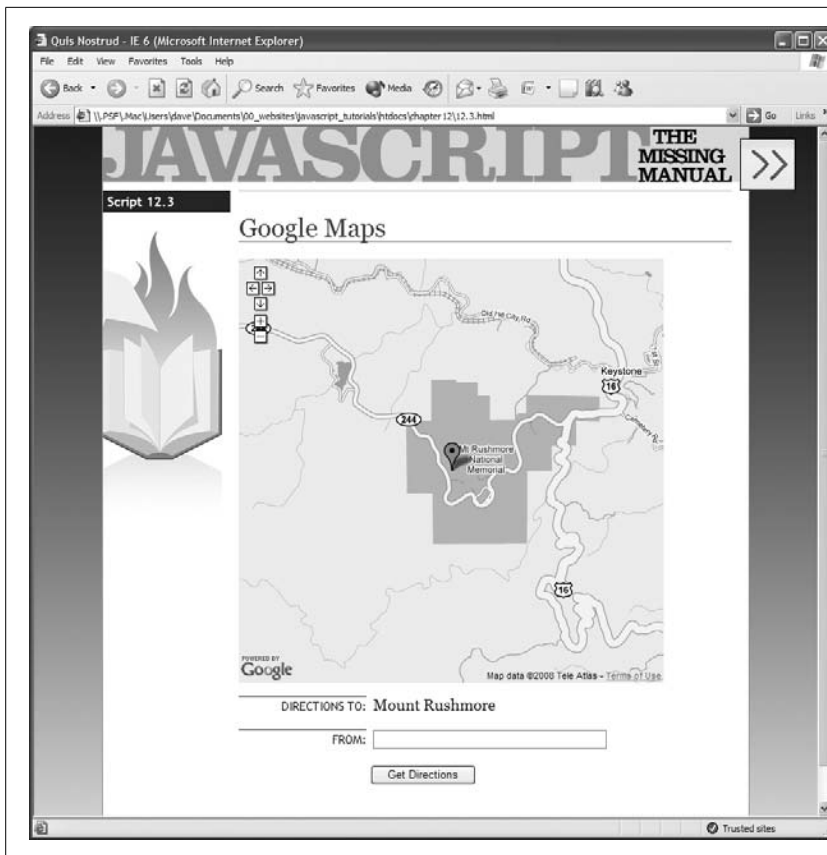 Quis Nostrud - IE 6 (Microsoft Internet Explorer)
File Edit View Favorites Tools Help
Back Search Favorites Media
Address \\.PSF\.Mac\Users\dave\Documents\00_websites\javascript_tutorials\htdocs\chapter12\12.3.html Go Links
JAVASCRIPT THE MISSING MANUAL
Script 12.3
Google Maps
Old Hill City Rd
Keystone
16
244
Cemetery R
Mt Rushmore
National
Memorial
16
POWERED BY
Google
Map data ©2008 Tele Atlas - Terms of Use
DIRECTIONS TO: Mount Rushmore
FROM:
Get Directions
Trusted sites